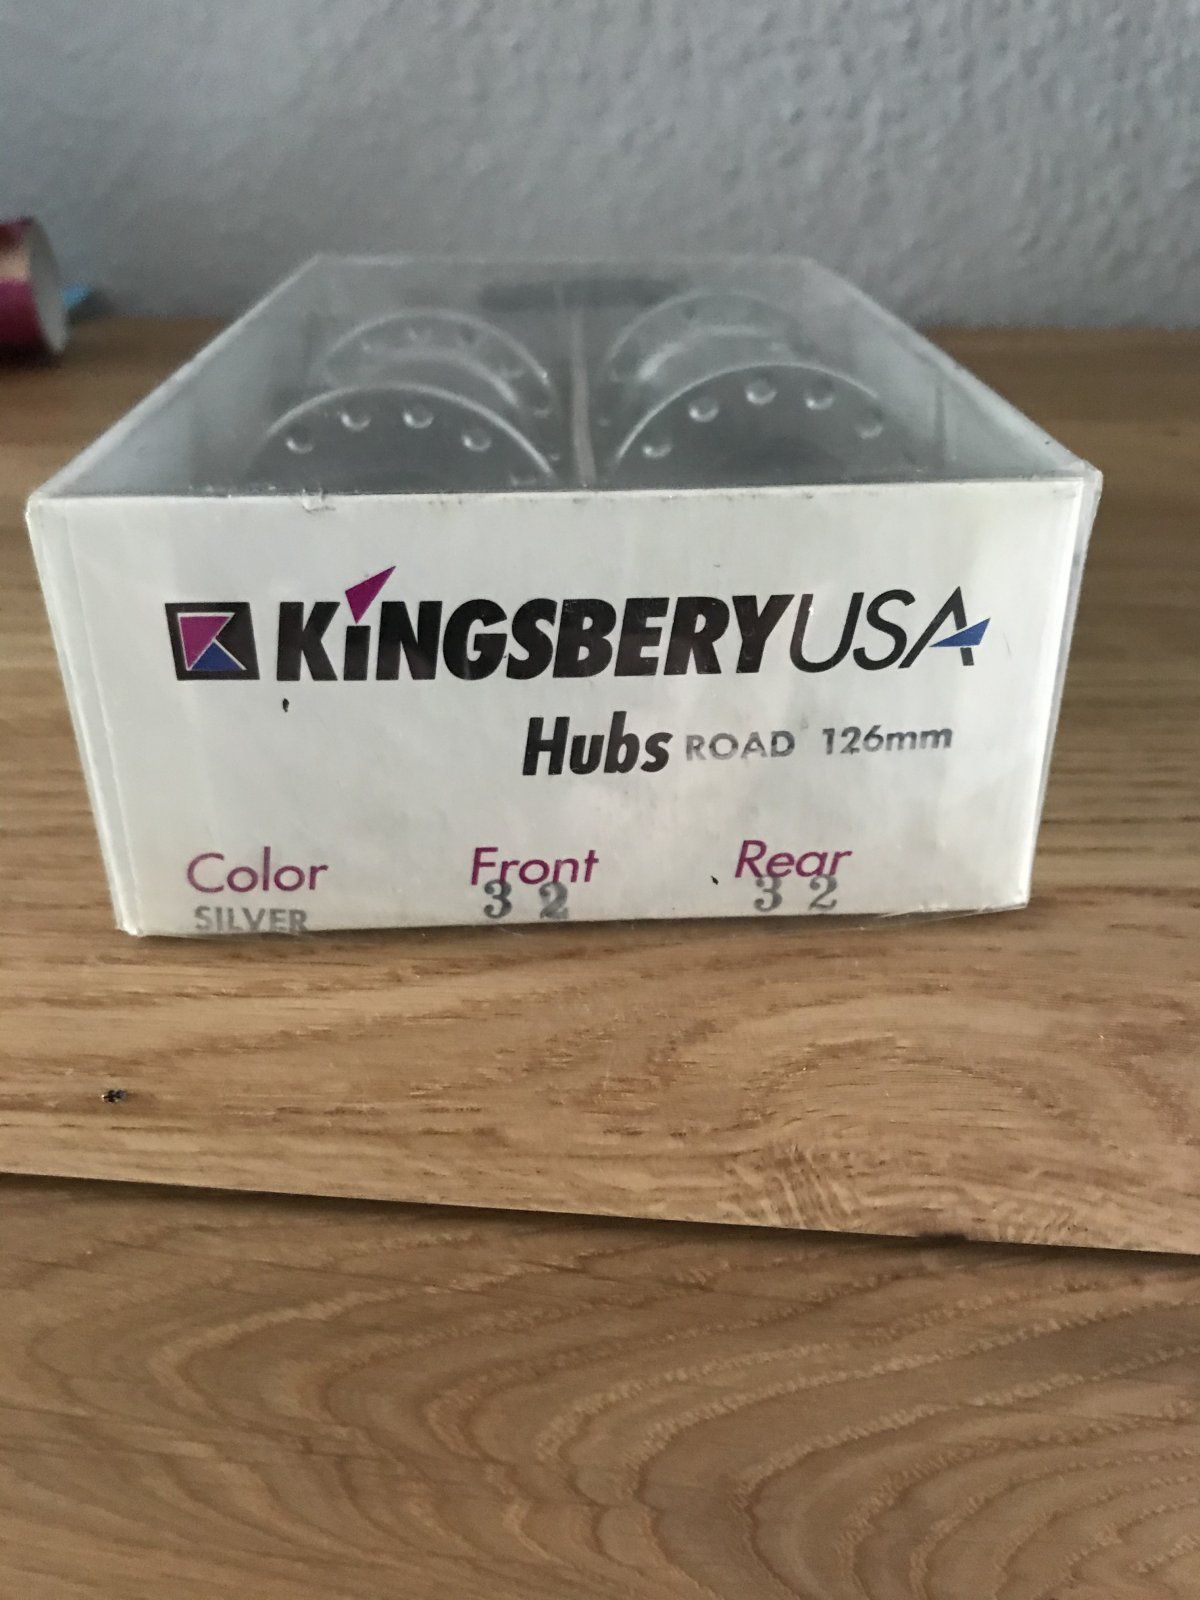 KiNGSBERYUSA
Hubs ROAD 126mm
Color Front Rear
SILVER 32 32